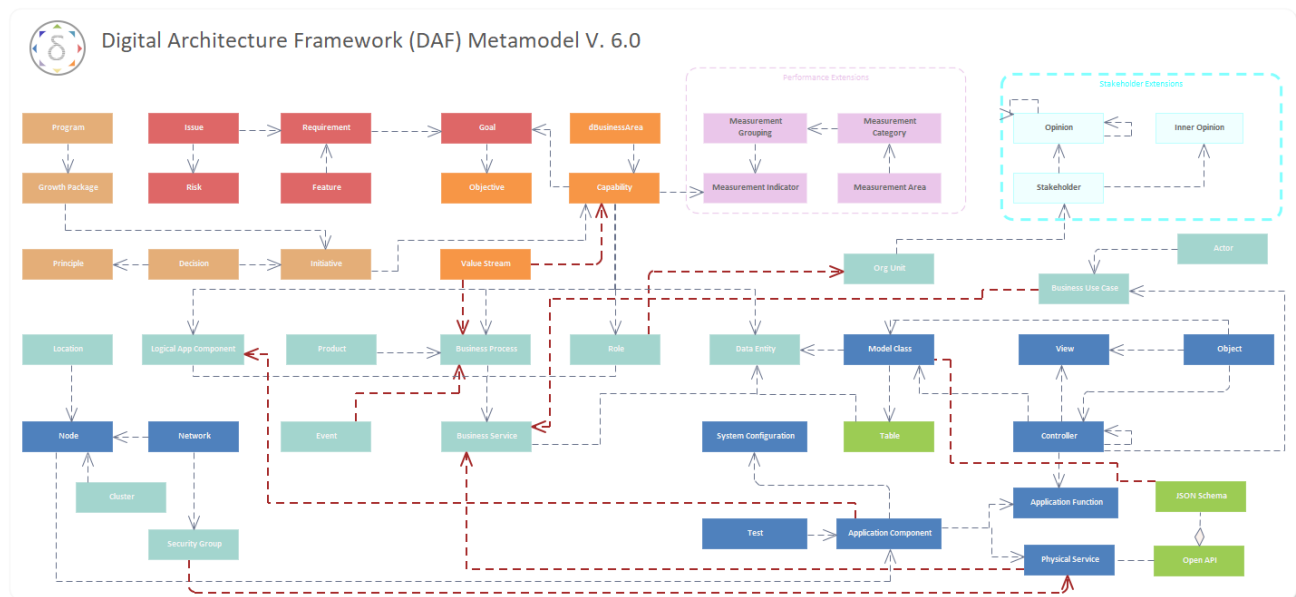 Digital Architecture Framework (DAF) Metamodel V. 6.0
δ
Performance Extensions
Stakeholder Extensions
Program
Issue
Requirement
Goal
dBusinessArea
Measurement
Grouping
Measurement
Category
Opinion
Inner Opinion
Growth Package
Risk
Feature
Objective
Capability
Measurement Indicator
Measurement Area
Stakeholder
Principle
Decision
Initiative
Value Stream
Org Unit
Actor
Business Use Case
Location
Logical App Component
Product
Business Process
Role
Data Entity
Model Class
View
Object
Node
Network
Event
Business Service
System Configuration
Table
Controller
Cluster
JSON Schema
Application Function
Security Group
Test
Application Component
Physical Service
Open API